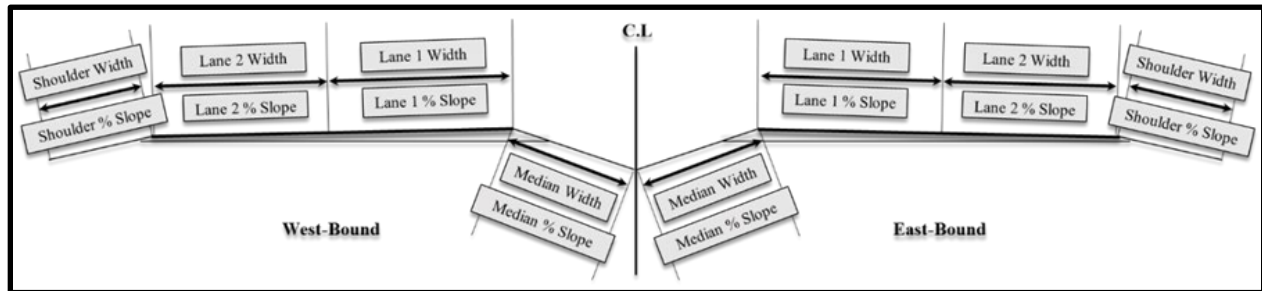 C.L
Shoulder Width
Lane 2 Width
Lane 1 Width
Lane 1 Width
Lane 2 Width
Shoulder Width
Shoulder % Slope
Lane 2 % Slope
Lane 1 % Slope
Lane 1 % Slope
Lane 2 % Slope
Shoulder % Slope
Median Width
Median Width
Median % Slope
Median % Slope
West-Bound
East-Bound